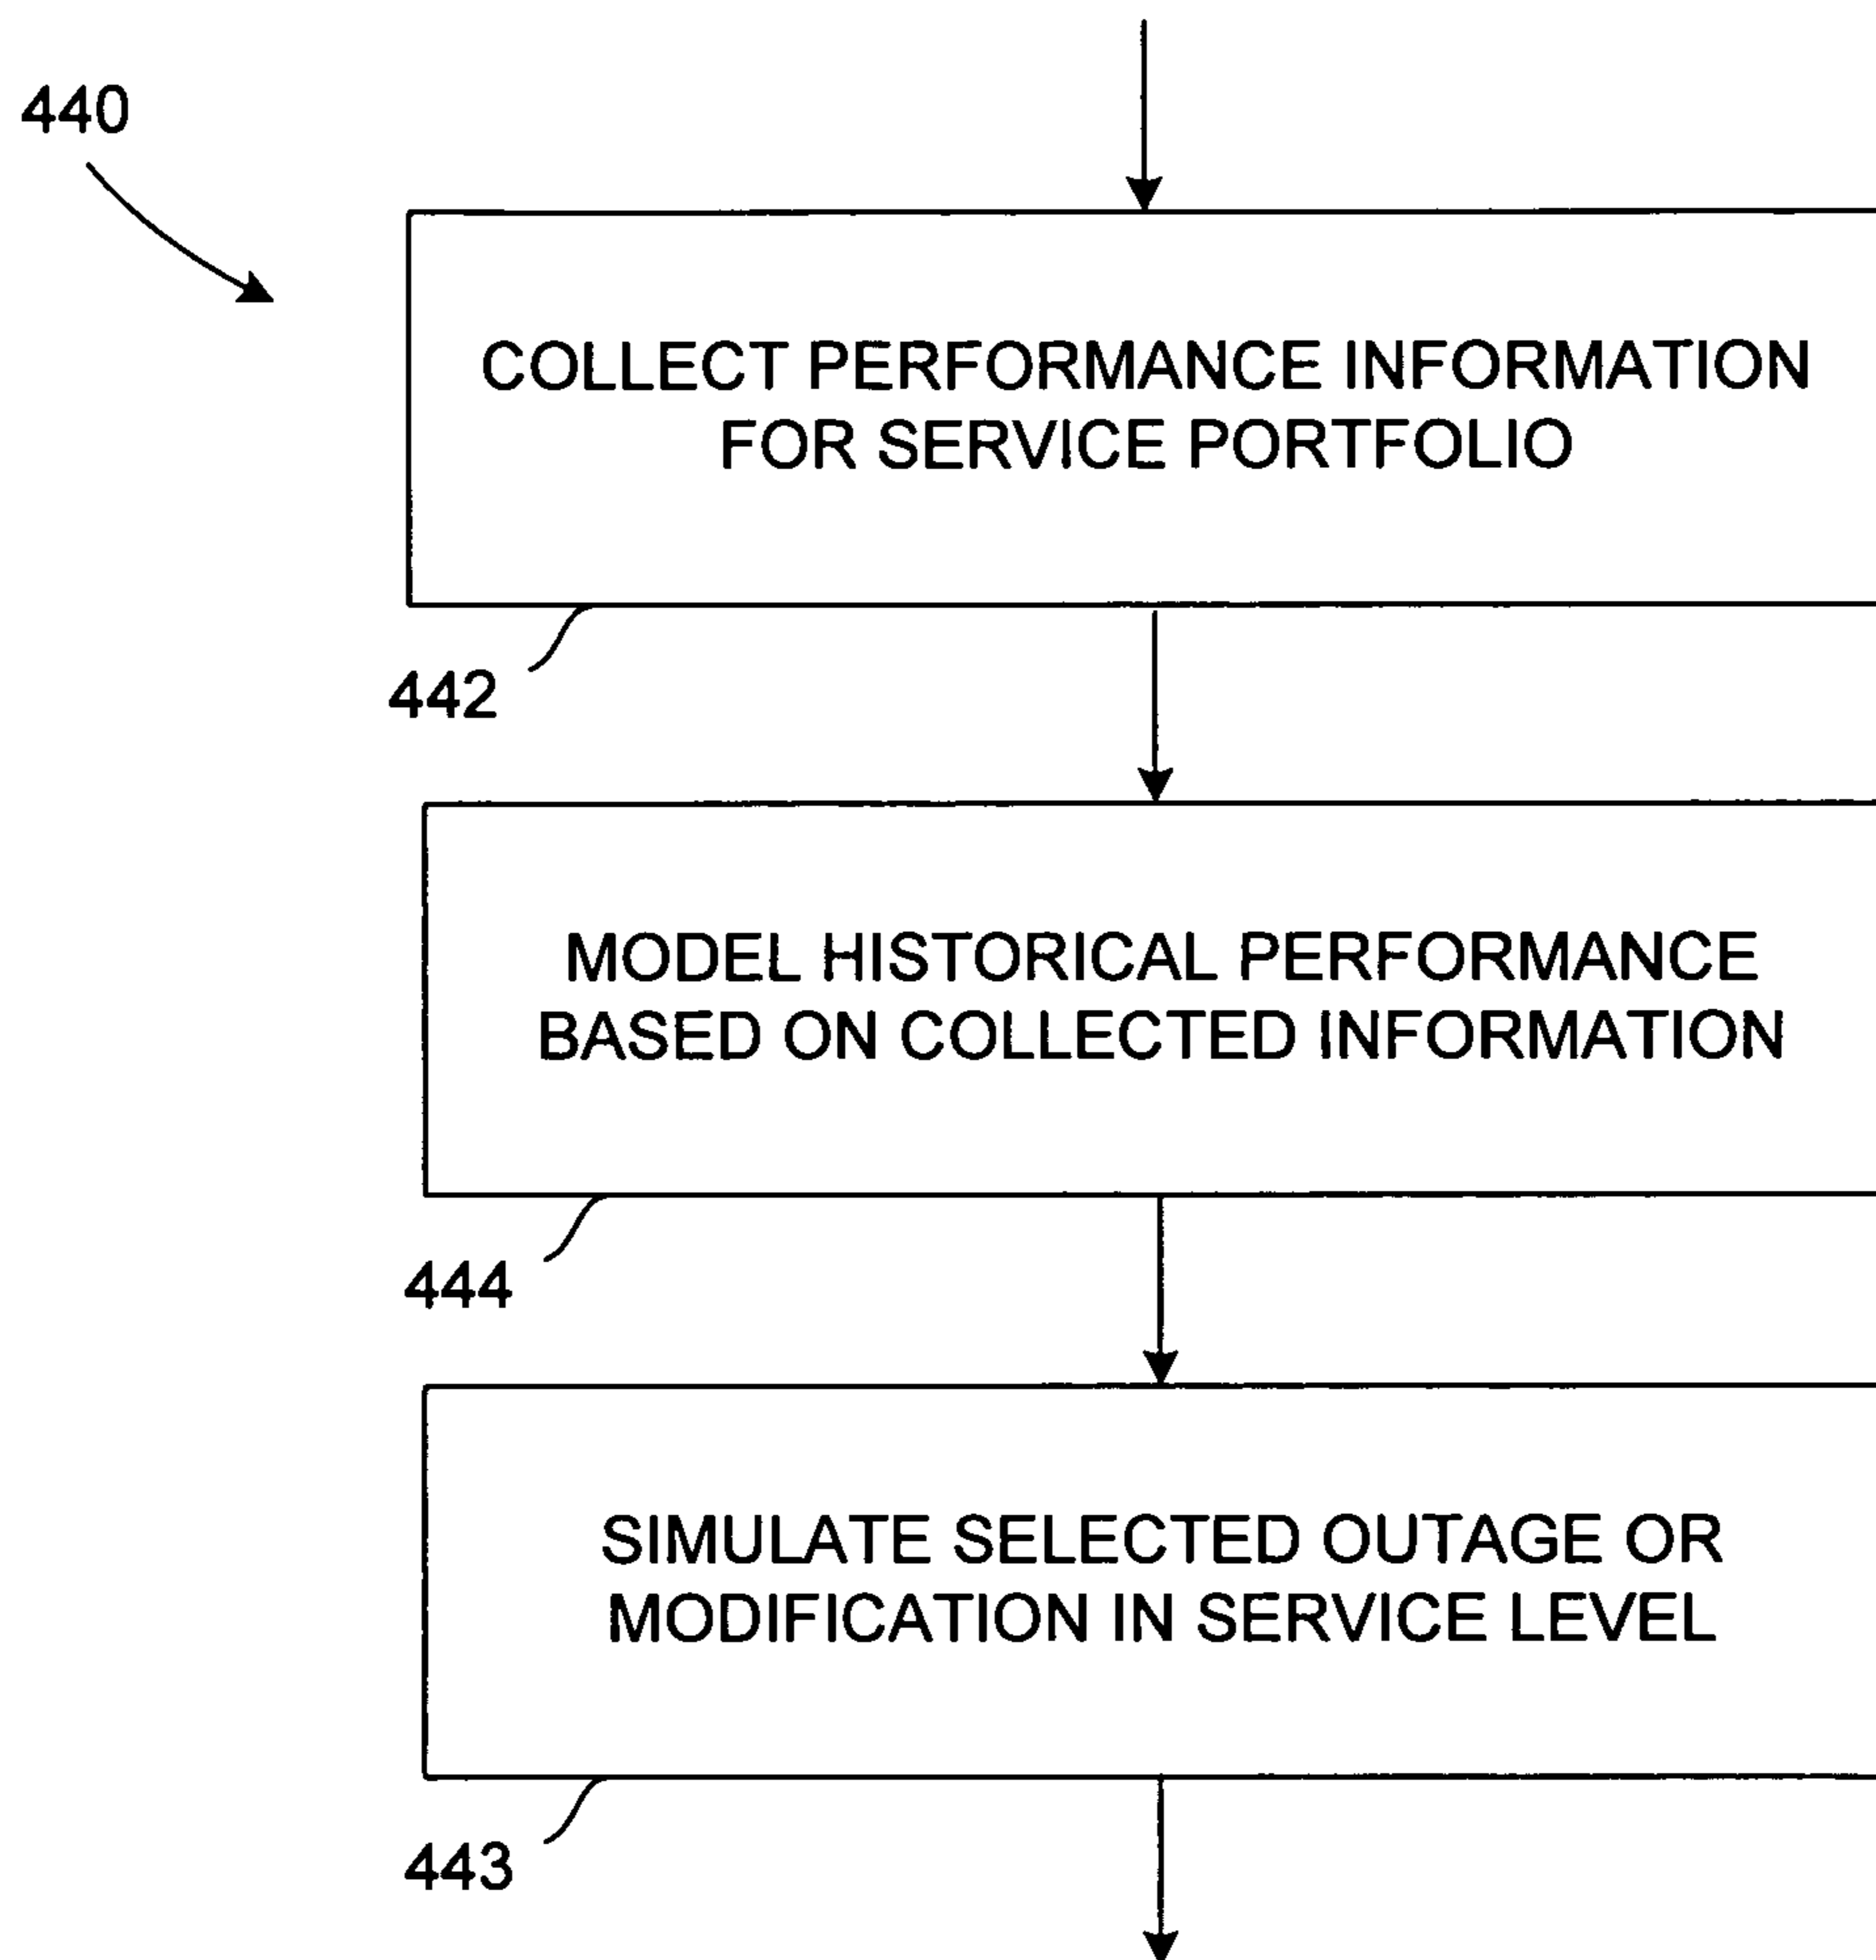 440
COLLECT PERFORMANCE INFORMATION
FOR SERVICE PORTFOLIO
442
MODEL HISTORICAL PERFORMANCE
BASED ON COLLECTED INFORMATION
444
SIMULATE SELECTED OUTAGE OR
MODIFICATION IN SERVICE LEVEL
443